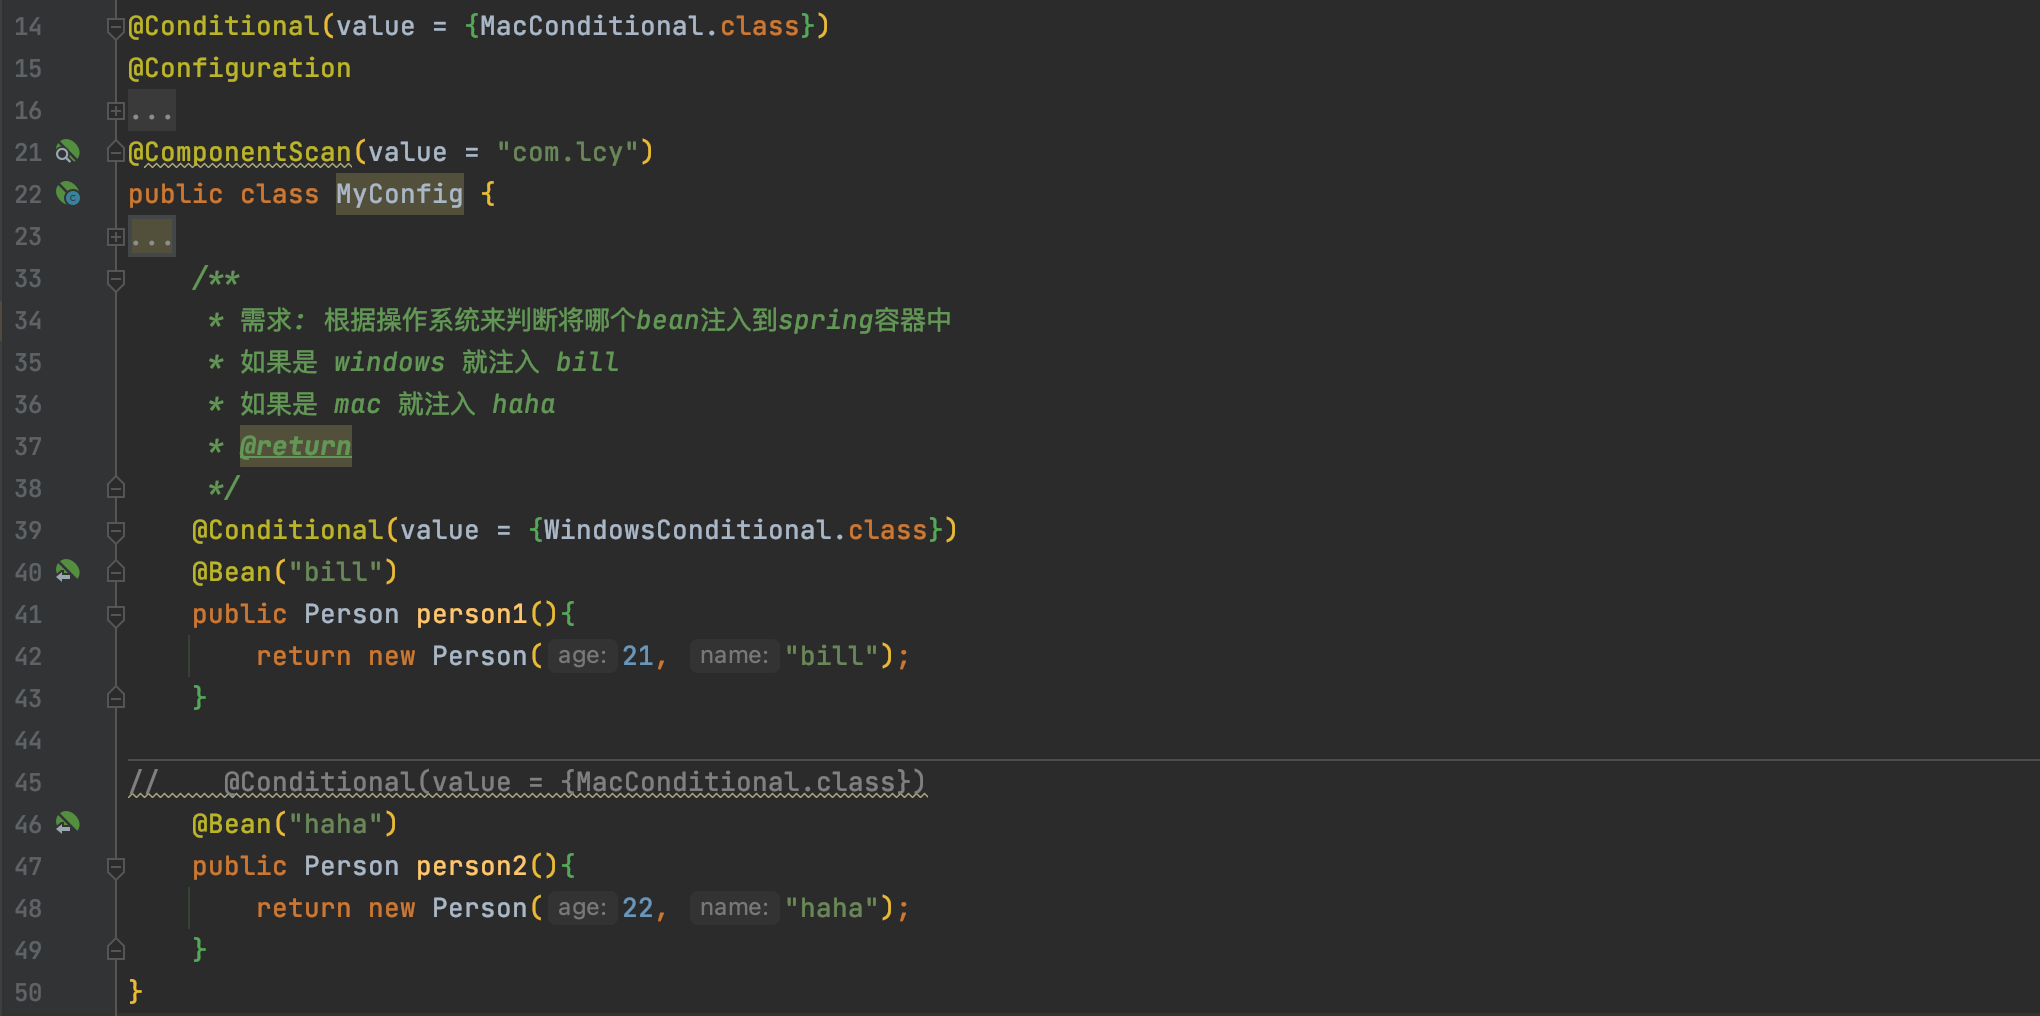 14 @Conditional(value = {MacConditional.class})
15 @Configuration
16 ...
21 @ComponentScan(value = "com.lcy")
22 public class MyConfig {
23 ...
33 /**
34 * 需求: 根据操作系统来判断将哪个bean注入到spring容器中
35 * 如果是 windows 就注入 bill
36 * 如果是 mac 就注入 haha
37 * @return
38 */
39 @Conditional(value = {WindowsConditional.class})
40 @Bean("bill")
41 public Person person1(){
42 return new Person( age: 21, name: "bill");
43 }
44
45 // @Conditional(value = {MacConditional.class})
46 @Bean("haha")
47 public Person person2(){
48 return new Person( age: 22, name: "haha");
49 }
50 }